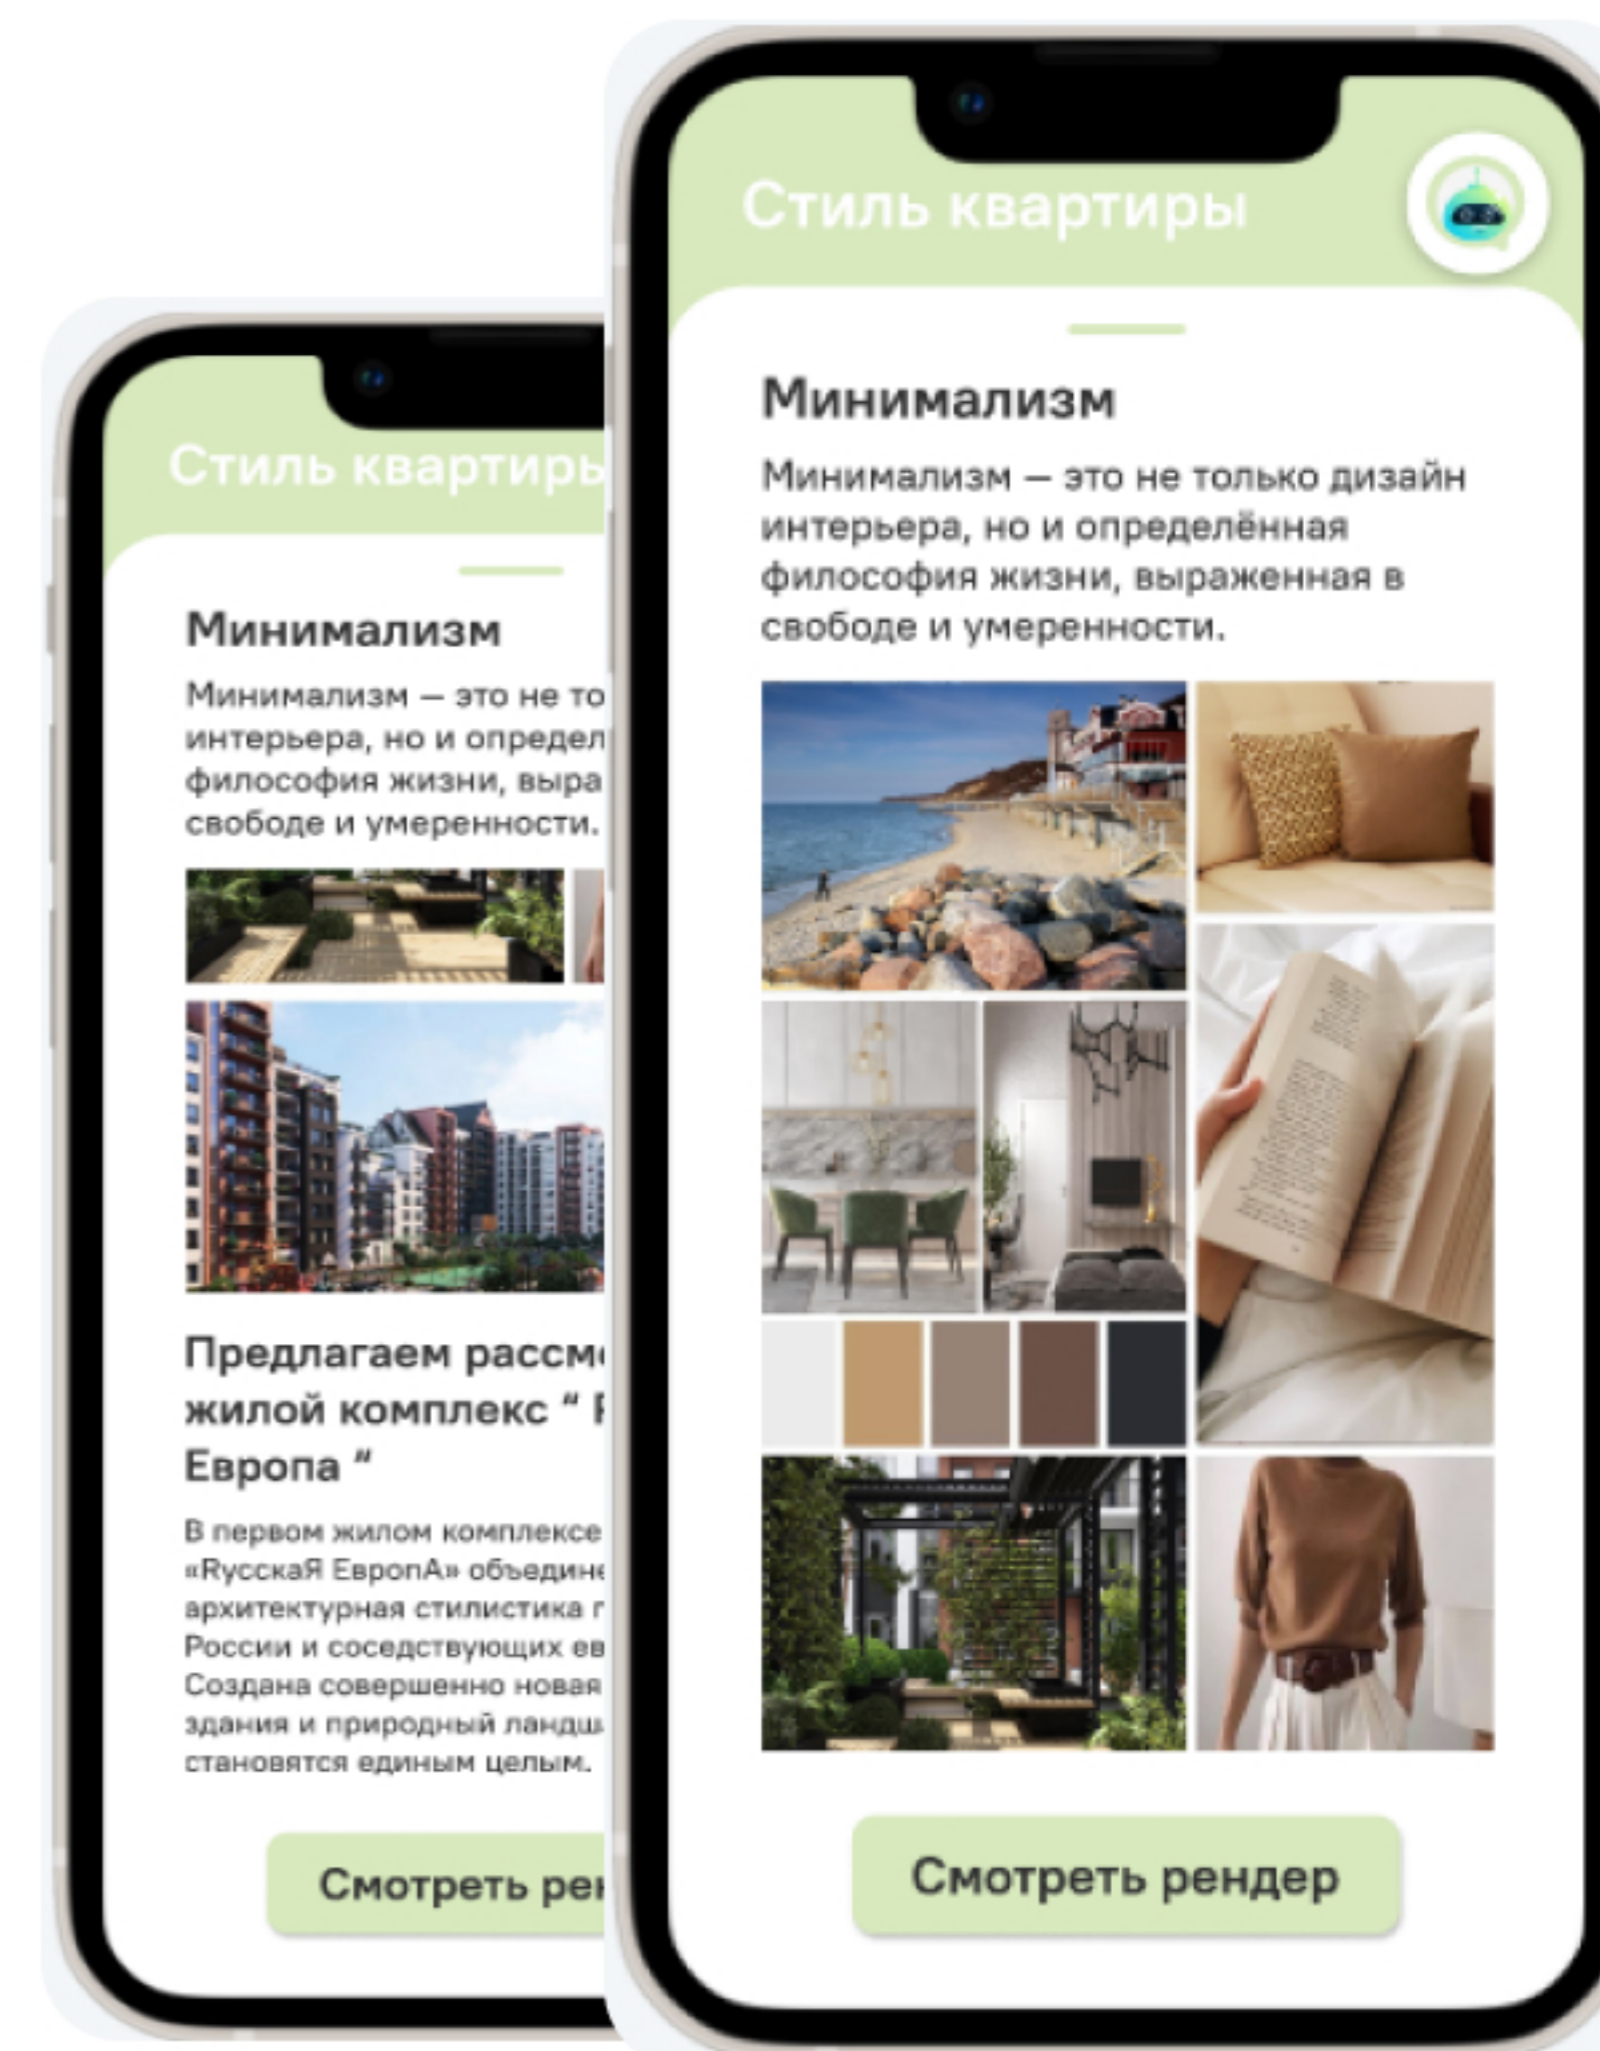 Стиль квартиры
Минимализм
Минимализм — это не то
интерьера, но и определ
философия жизни, выра
свободе и умеренности.
Предлагаем рассм
жилой комплекс “
Европа “
В первом жилом комплексе
«RусскаЯ ЕвропА» объедине
архитектурная стилистика
России и соседствующих ев
Создана совершенно новая
здания и природный ландш
становятся единым целым.
Смотреть рен
Стиль квартиры
Минимализм
Минимализм — это не только дизайн
интерьера, но и определённая
философия жизни, выраженная в
свободе и умеренности.
Смотреть рендер